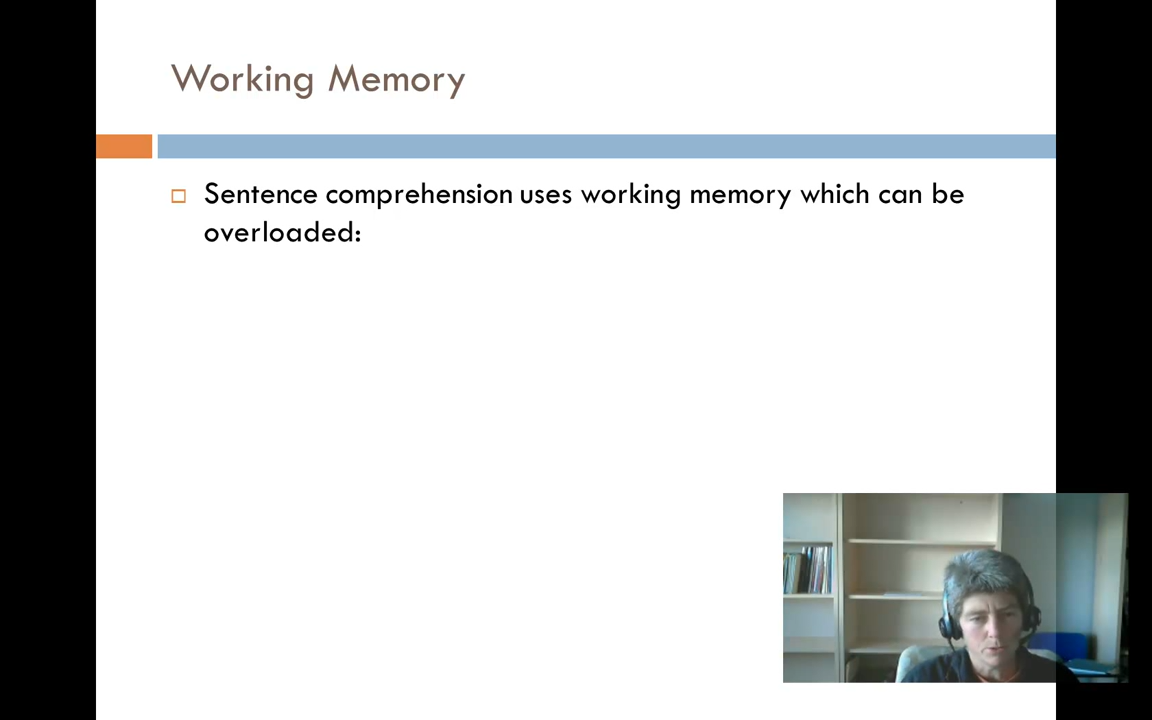 Working Memory
Sentence comprehension uses working memory which can be
overloaded: